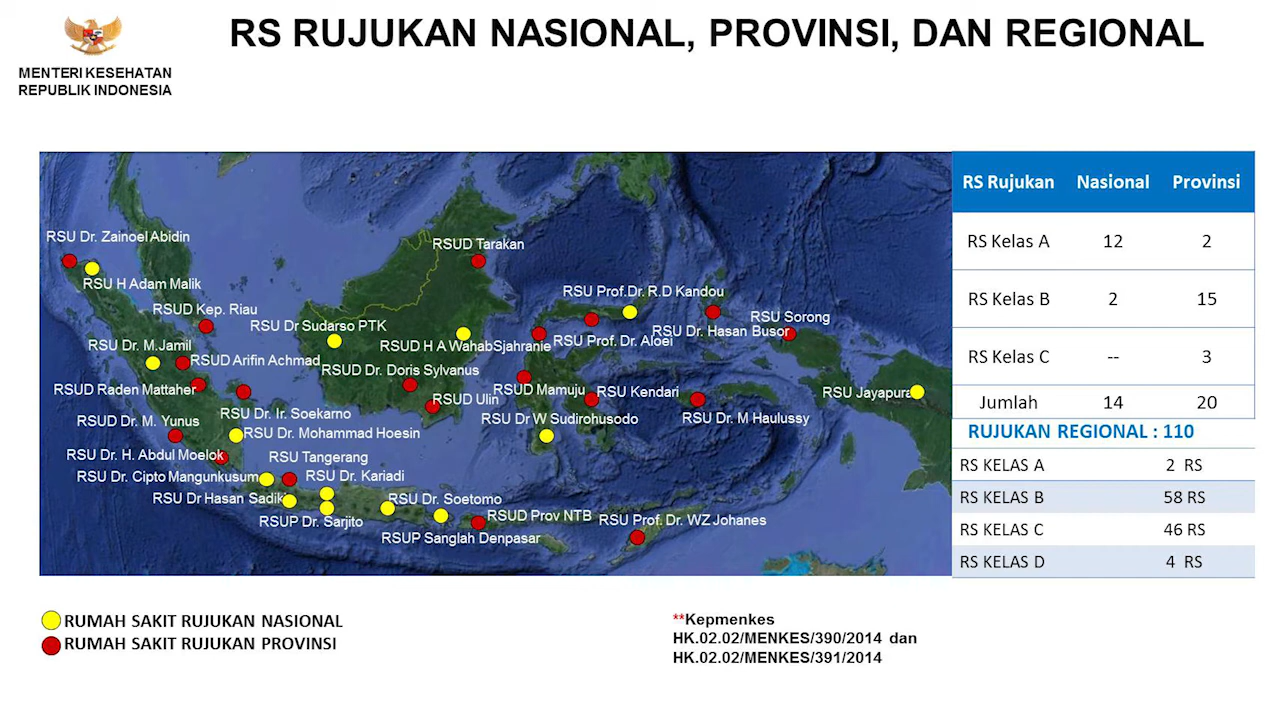 RS RUJUKAN NASIONAL, PROVINSI, DAN REGIONAL
MENTERI KESEHATAN
REPUBLIK INDONESIA
RSU Dr. Zainoel Abidin
RSU H Adam Malik
RSUD Kep. Riau
RSU Dr. M.Jamil
RSUD Arifin Achmad
RSUD Raden Mattaher
RSU Dr. Ir. Soekarno
RSUD Dr. M. Yunus
RSU Dr. Mohammad Hoesin
RSU Dr. H. Abdul Moelok
RSU Tangerang
RSU Dr. Cipto Mangunkusum
RSU Dr. Kariadi
RSU Dr Hasan Sadik
RSU Dr. Soetomo
RSUP Dr. Sarjito
RSUD Prov NTB
RSUP Sanglah Denpasar
RSU Prof. Dr. WZ Johanes
RSUD Tarakan
RSU Dr Sudarso PTK
RSUD H A WahabSjahranie
RSUD Dr. Doris Sylvanus
RSUD Ulin
RSU Prof.Dr. R.D Kandou
RSU Dr. Hasan Busor
RSU Prof. Dr. Aloei
RSU Sorong
RSUD Mamuju
RSU Kendari
RSU Dr W Sudirohusodo
RSU Dr. M Haulussy
RSU Jayapura
RS Rujukan Nasional Provinsi
RS Kelas A 12 2
RS Kelas B 2 15
RS Kelas C -- 3
Jumlah 14 20
RUJUKAN REGIONAL : 110
RS KELAS A 2 RS
RS KELAS B 58 RS
RS KELAS C 46 RS
RS KELAS D 4 RS
RUMAH SAKIT RUJUKAN NASIONAL
RUMAH SAKIT RUJUKAN PROVINSI
**Kepmenkes
HK.02.02/MENKES/390/2014 dan
HK.02.02/MENKES/391/2014